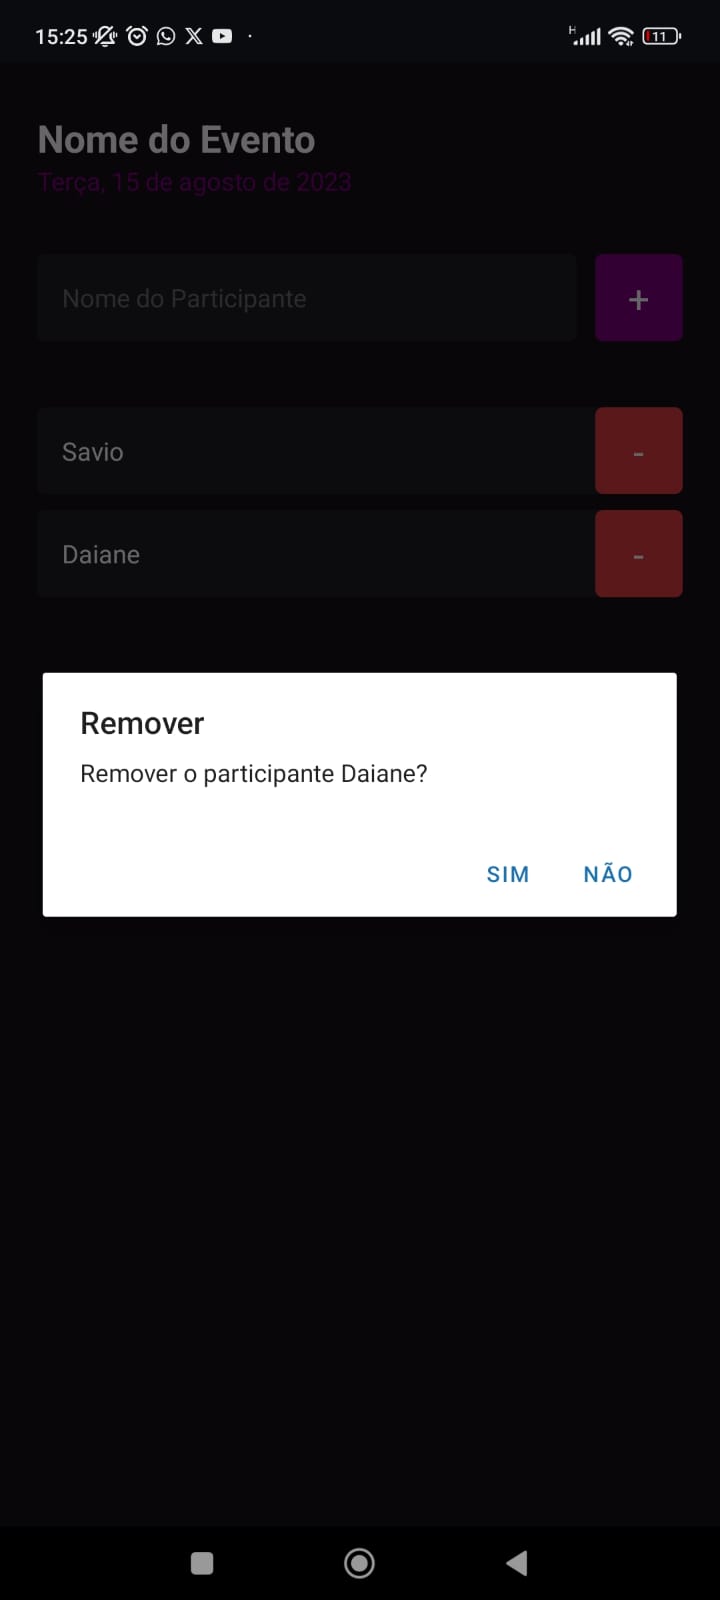 15:25
H
11
Nome do Evento
Terça, 15 de agosto de 2023
Nome do Participante
+
Savio
-
Daiane
-
Remover
Remover o participante Daiane?
SIM NÃO